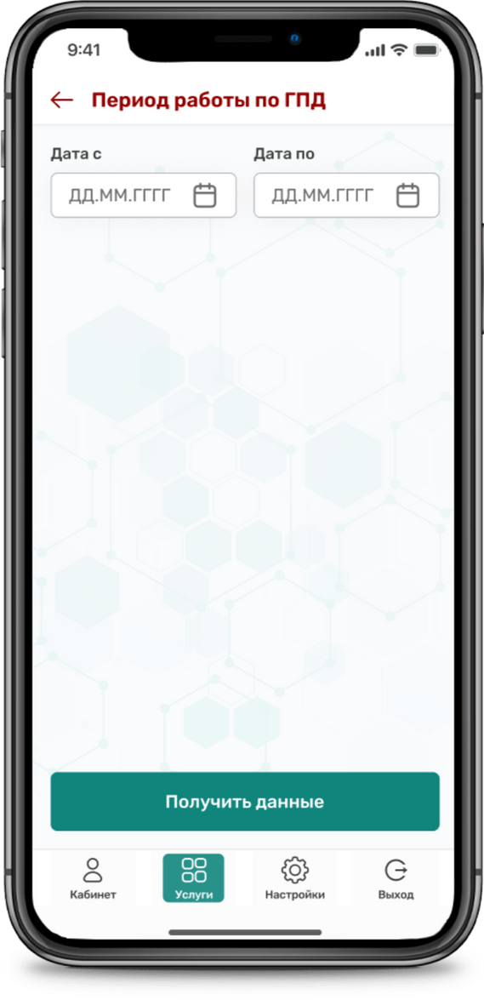 9:41
Период работы по ГПД
Дата с Дата по
ДД.ММ.ГГГГ ДД.ММ.ГГГГ
Получить данные
Кабинет Услуги Настройки Выход